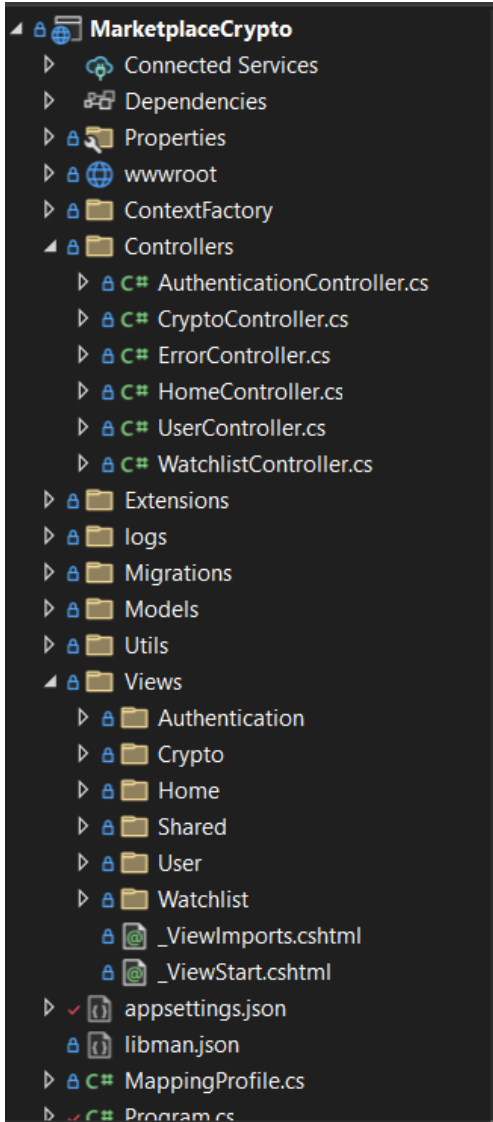 MarketplaceCrypto
Connected Services
Dependencies
Properties
wwwroot
ContextFactory
Controllers
C# AuthenticationController.cs
C# CryptoController.cs
C# ErrorController.cs
C# HomeController.cs
C# UserController.cs
C# WatchlistController.cs
Extensions
logs
Migrations
Models
Utils
Views
Authentication
Crypto
Home
Shared
User
Watchlist
_ViewImports.cshtml
_ViewStart.cshtml
appsettings.json
libman.json
C# MappingProfile.cs
C# Program.cs